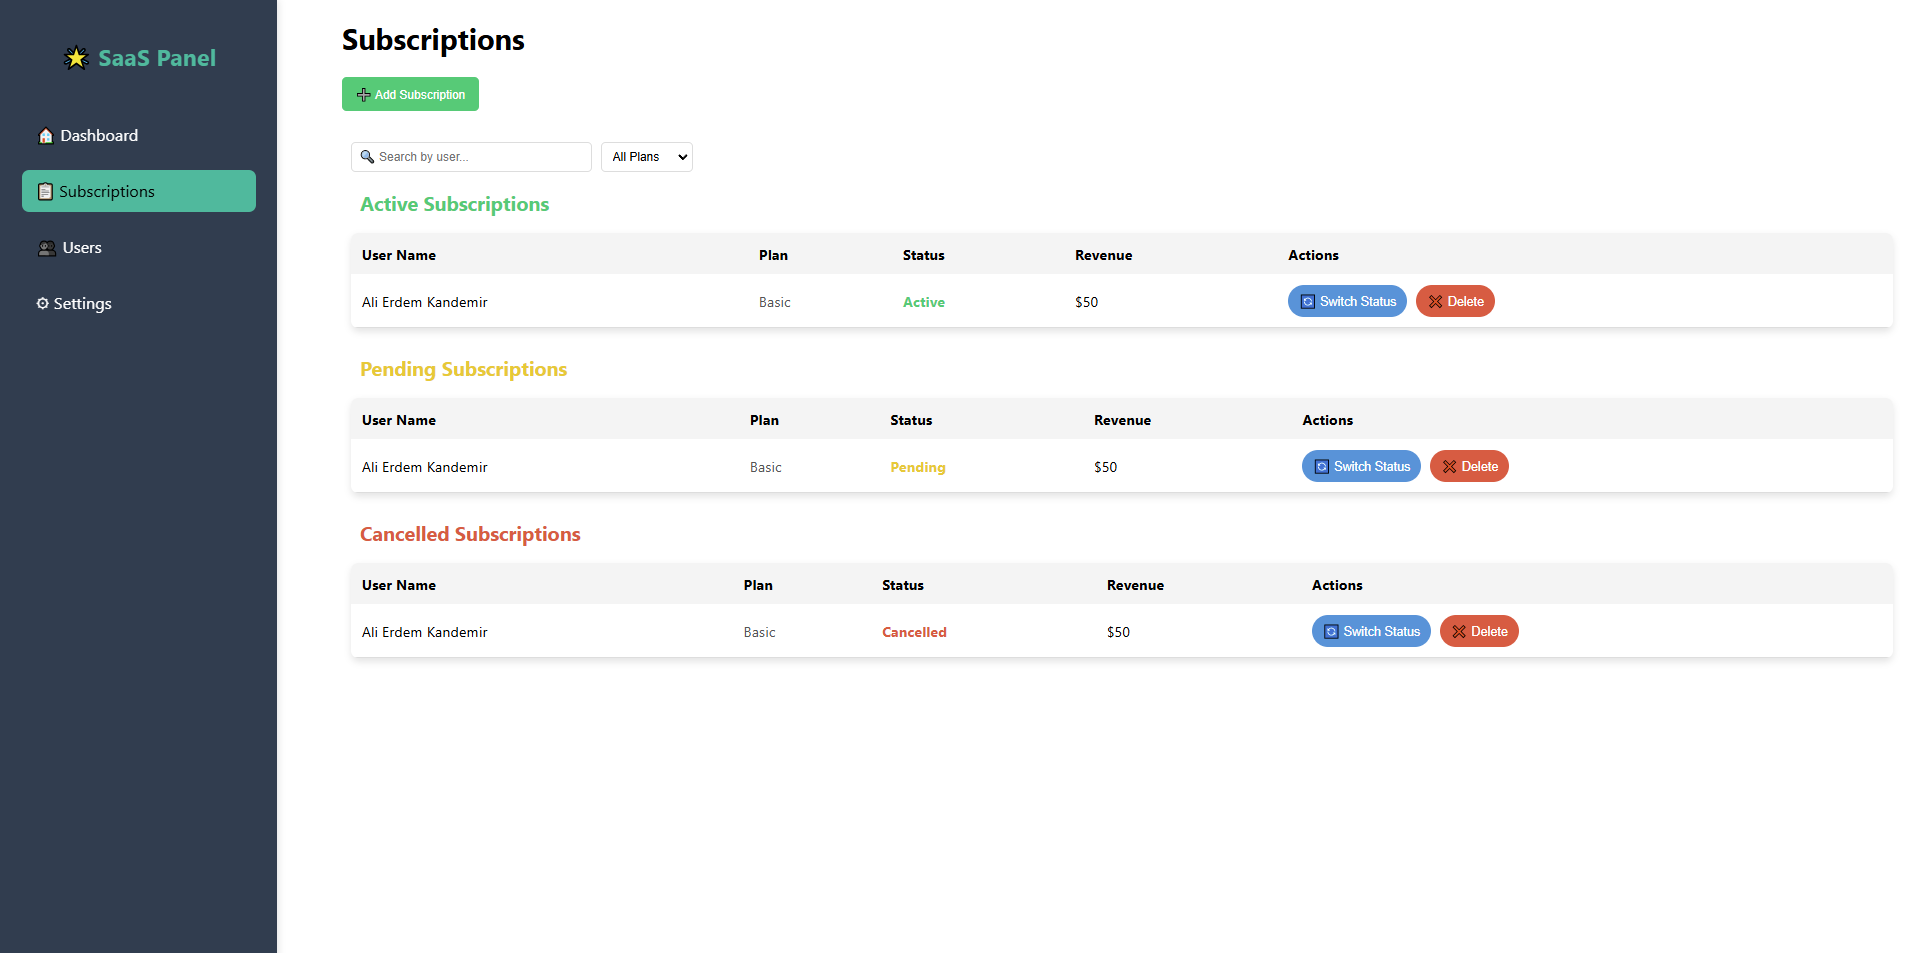 SaaS Panel
Dashboard
Subscriptions
Users
Settings
Subscriptions
Add Subscription
Search by user...
All Plans
Active Subscriptions
User Name Plan Status Revenue Actions
Ali Erdem Kandemir Basic Active $50 Switch Status Delete
Pending Subscriptions
User Name Plan Status Revenue Actions
Ali Erdem Kandemir Basic Pending $50 Switch Status Delete
Cancelled Subscriptions
User Name Plan Status Revenue Actions
Ali Erdem Kandemir Basic Cancelled $50 Switch Status Delete